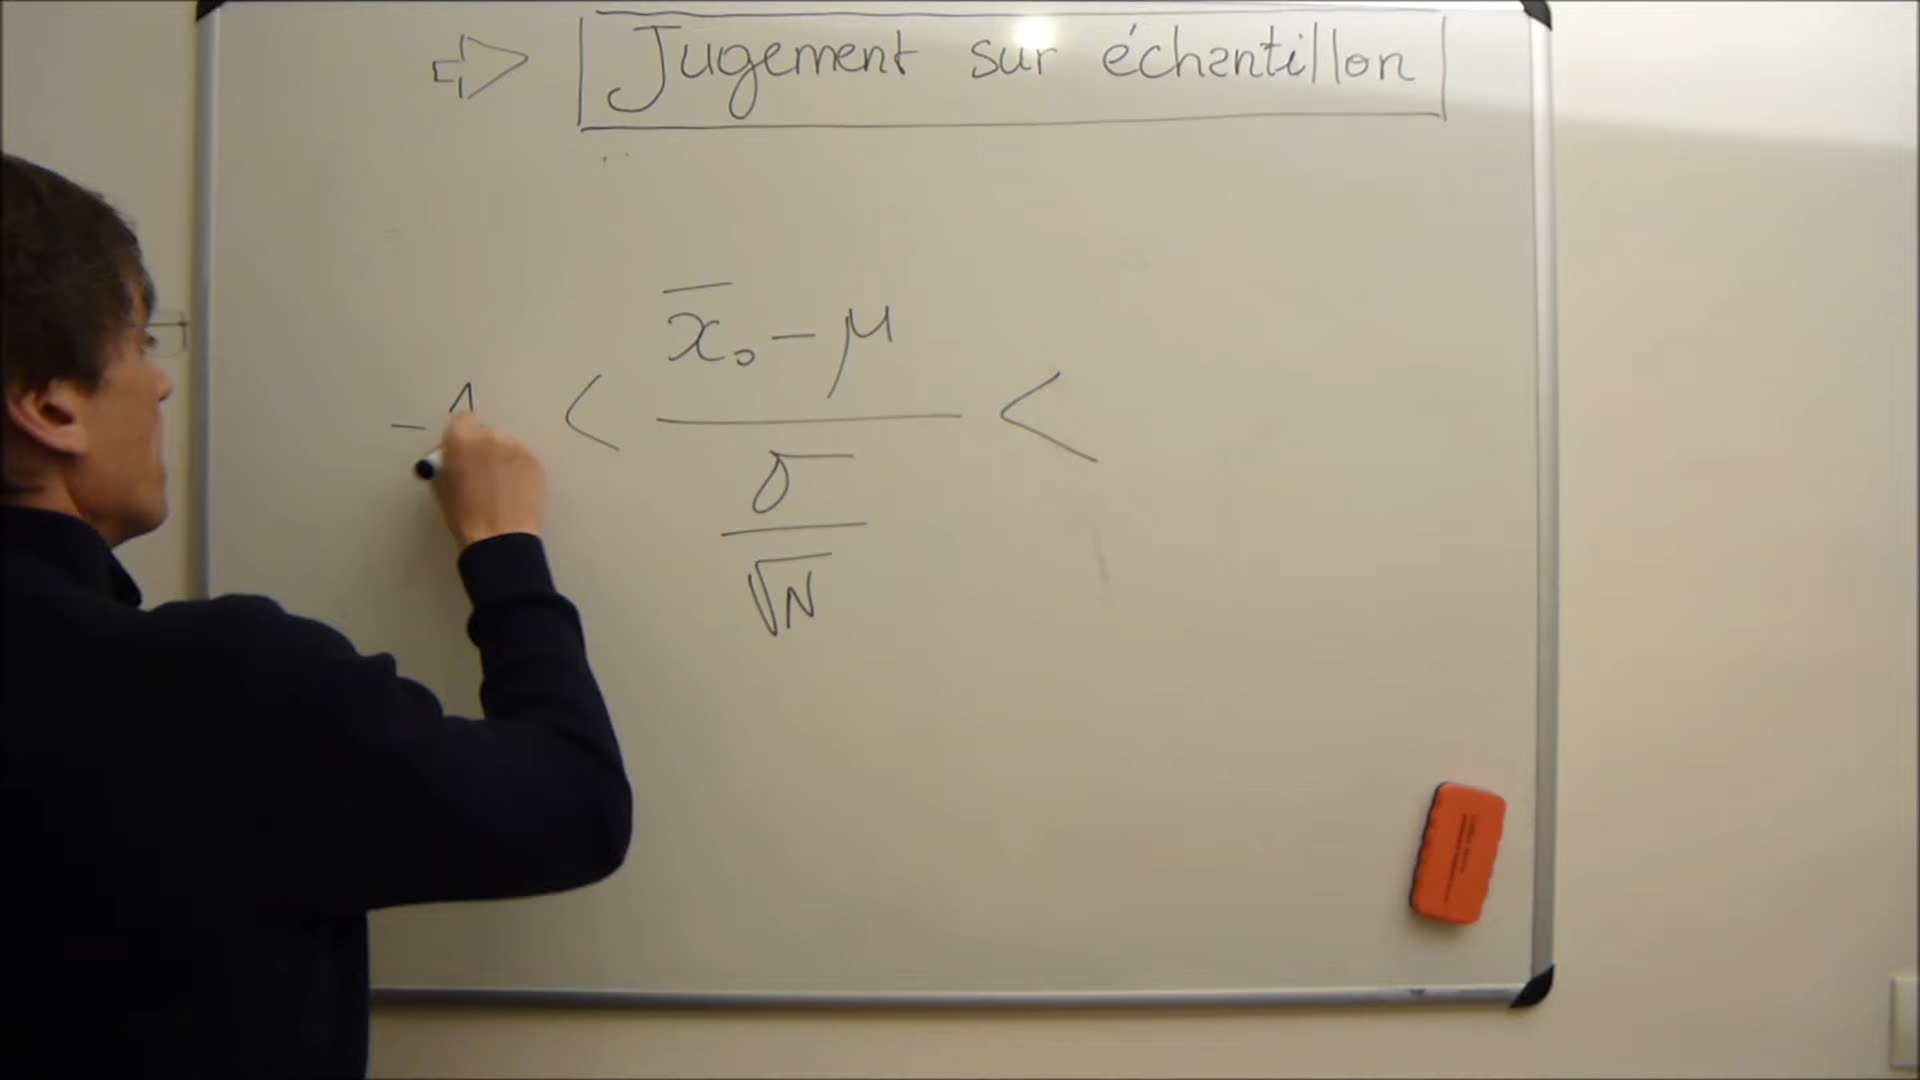 ⇨ Jugement sur échantillon
x̄₀ - μ
- 1 < ――― <
σ
√N